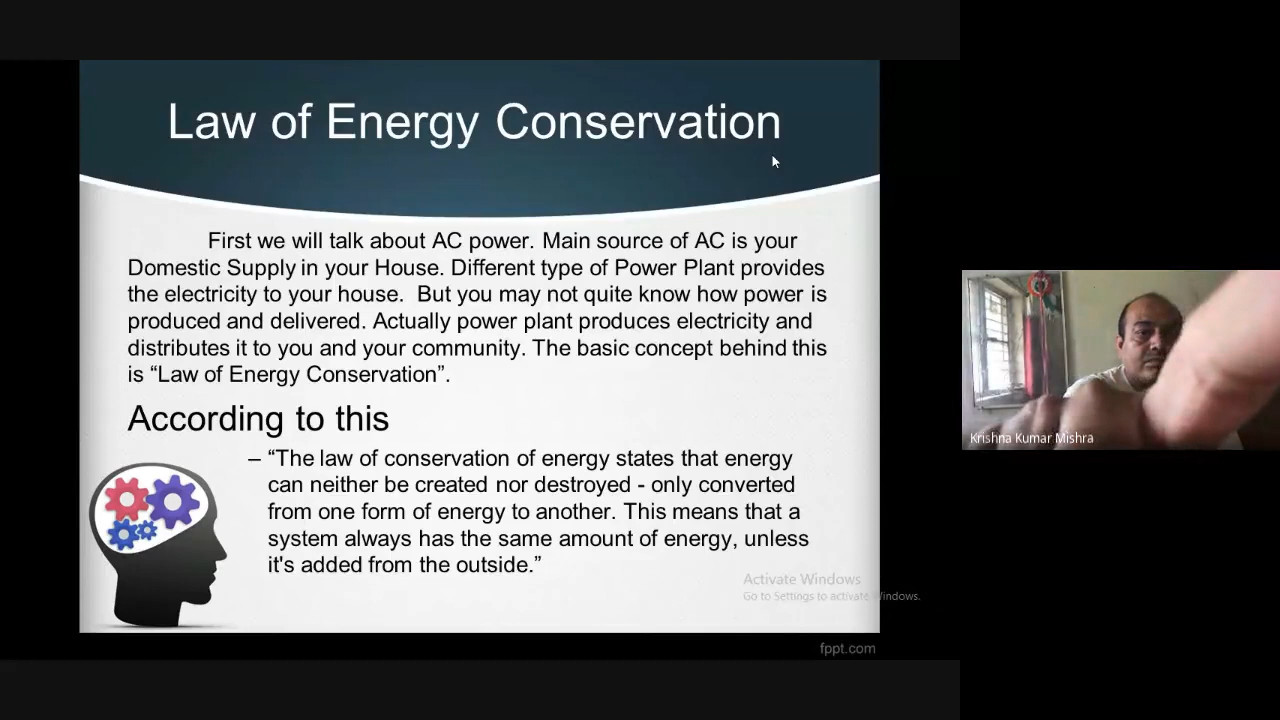 Law of Energy Conservation
First we will talk about AC power. Main source of AC is your
Domestic Supply in your House. Different type of Power Plant provides
the electricity to your house. But you may not quite know how power is
produced and delivered. Actually power plant produces electricity and
distributes it to you and your community. The basic concept behind this
is “Law of Energy Conservation”.
According to this
– “The law of conservation of energy states that energy
can neither be created nor destroyed - only converted
from one form of energy to another. This means that a
system always has the same amount of energy, unless
it's added from the outside.”
Activate Windows
Go to Settings to activate Windows.
fppt.com
Krishna Kumar Mishra